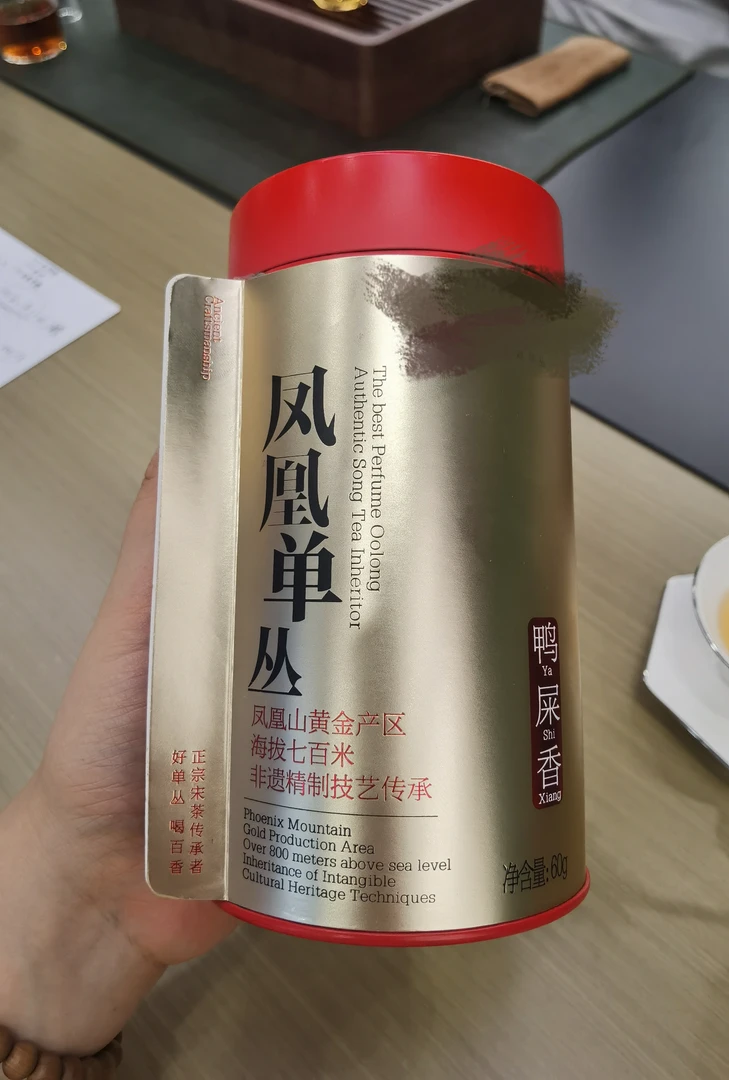 Ancient
Craftsmanship
正宗宋茶传承者
好单丛 喝百香
凤凰单丛
The best Perfume Oolong
Authentic Song Tea Inheritor
凤凰山黄金产区
海拔七百米
非遗精制技艺传承
Phoenix Mountain
Gold Production Area
Over 800 meters above sea level
Inheritance of Intangible
Cultural Heritage Techniques
鸭
Ya
屎
Shi
香
Xiang
净含量:60g